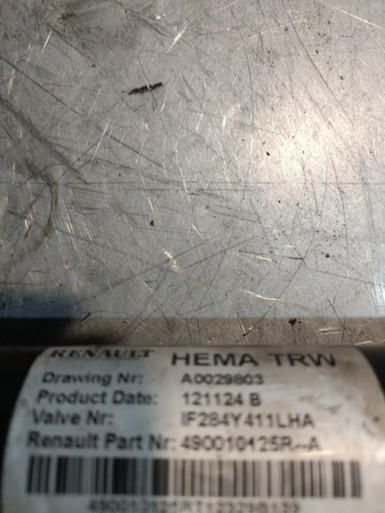 RENAULT HEMA TRW
Drawing Nr: A0029803
Product Date: 121124 B
Valve Nr: IF284Y411LHA
Renault Part Nr: 490010125R--A